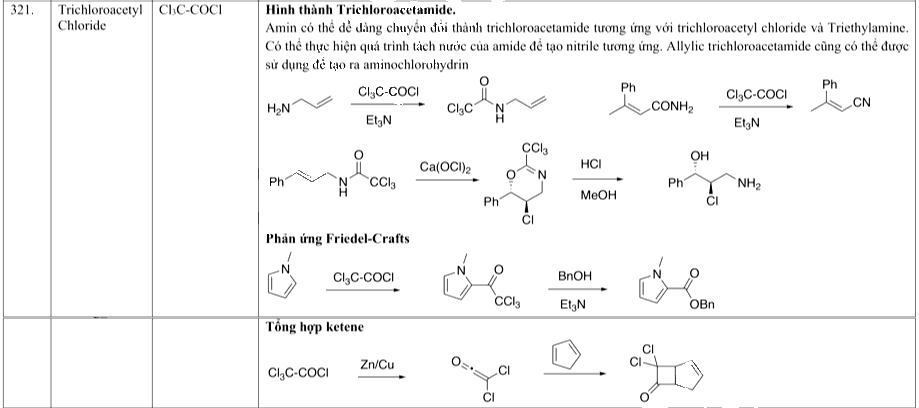 321.
Trichloroacetyl
Chloride
Cl3C-COCl
Hình thành Trichloroacetamide.
Amin có thể dễ dàng chuyển đổi thành trichloroacetamide tương ứng với trichloroacetyl chloride và Triethylamine.
Có thể thực hiện quá trình tách nước của amide để tạo nitrile tương ứng. Allylic trichloroacetamide cũng có thể được
sử dụng để tạo ra aminochlorohydrin
H2N
Cl3C-COCl
Et3N
Cl3C
O
N
H
Ph
CONH2
Cl3C-COCl
Et3N
Ph
CN
Ph
N
H
O
CCl3
Ca(OCl)2
CCl3
O
N
Ph
Cl
HCl
MeOH
OH
Ph
NH2
Cl
Phản ứng Friedel-Crafts
N
Cl3C-COCl
N
O
CCl3
BnOH
Et3N
N
O
OBn
Tổng hợp ketene
Cl3C-COCl
Zn/Cu
O
Cl
Cl
Cl
Cl
O